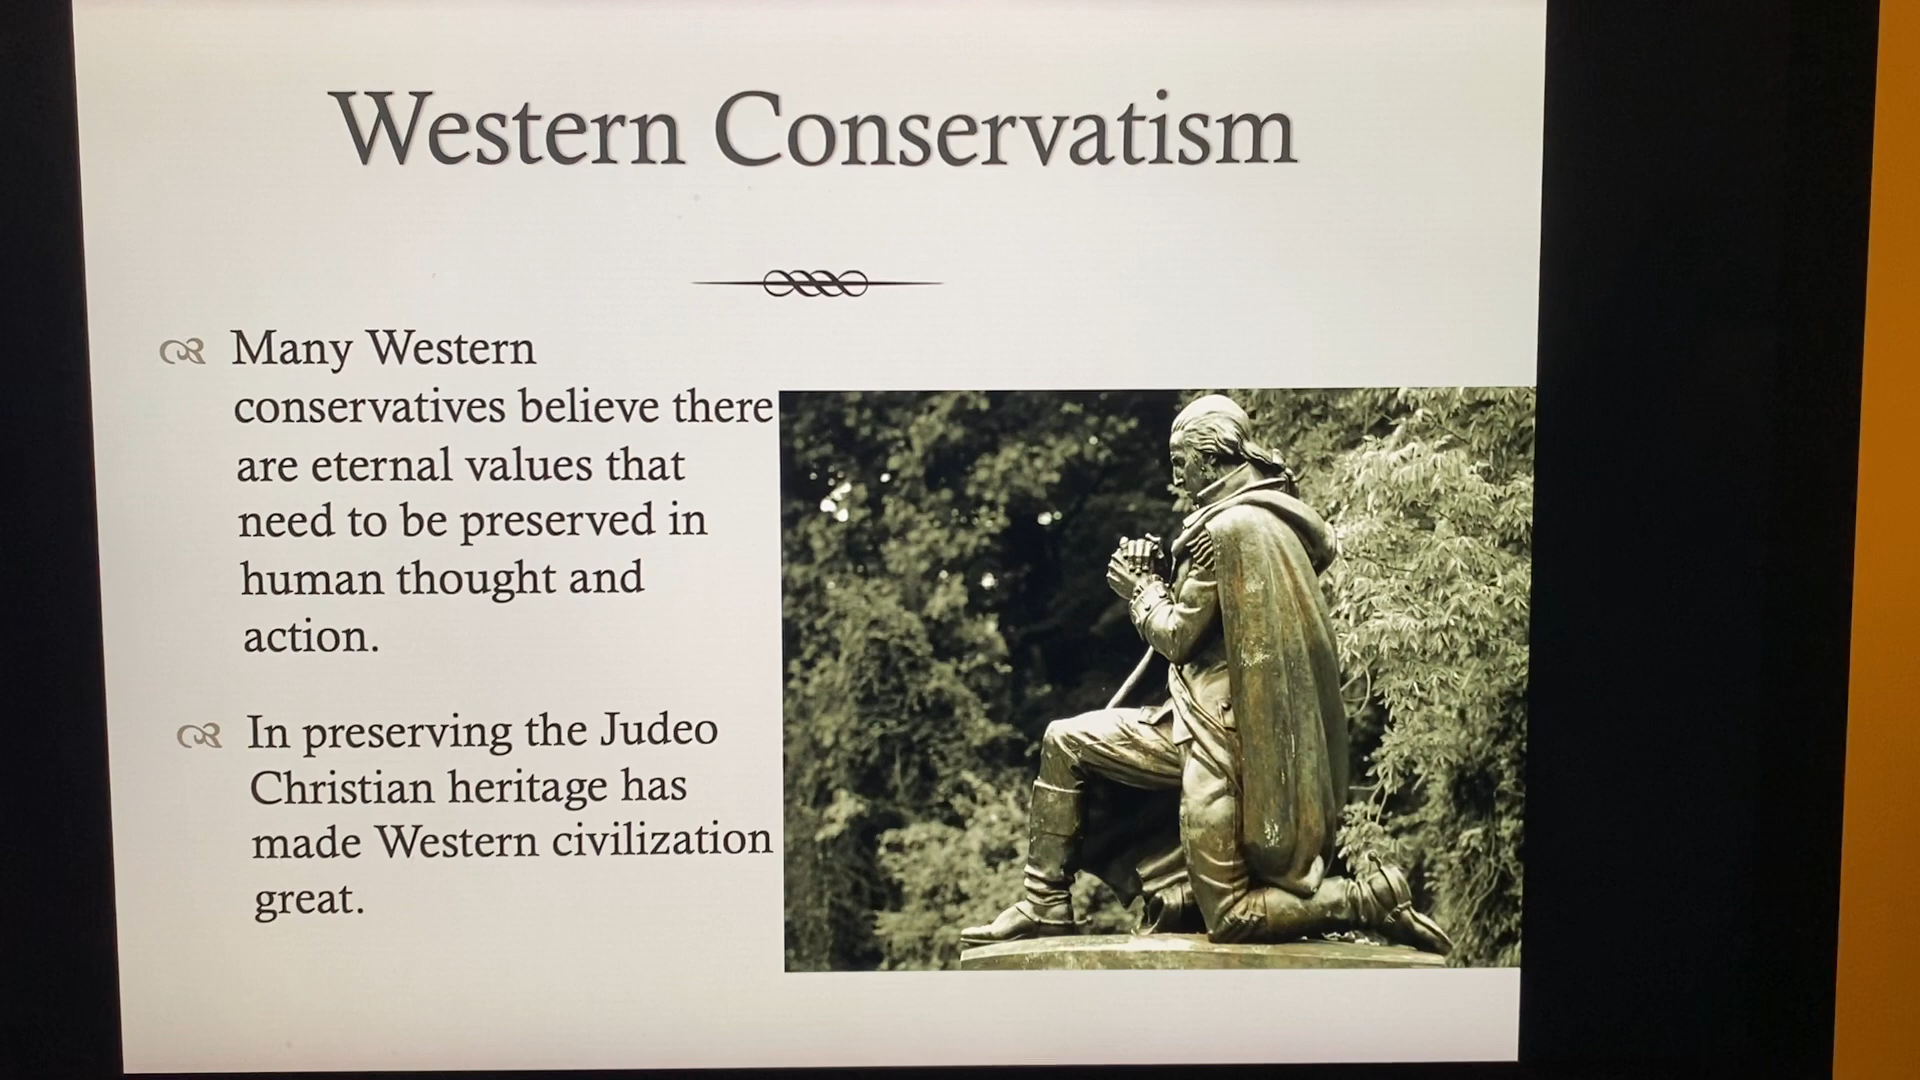 Western Conservatism
Many Western
conservatives believe there
are eternal values that
need to be preserved in
human thought and
action.
In preserving the Judeo
Christian heritage has
made Western civilization
great.